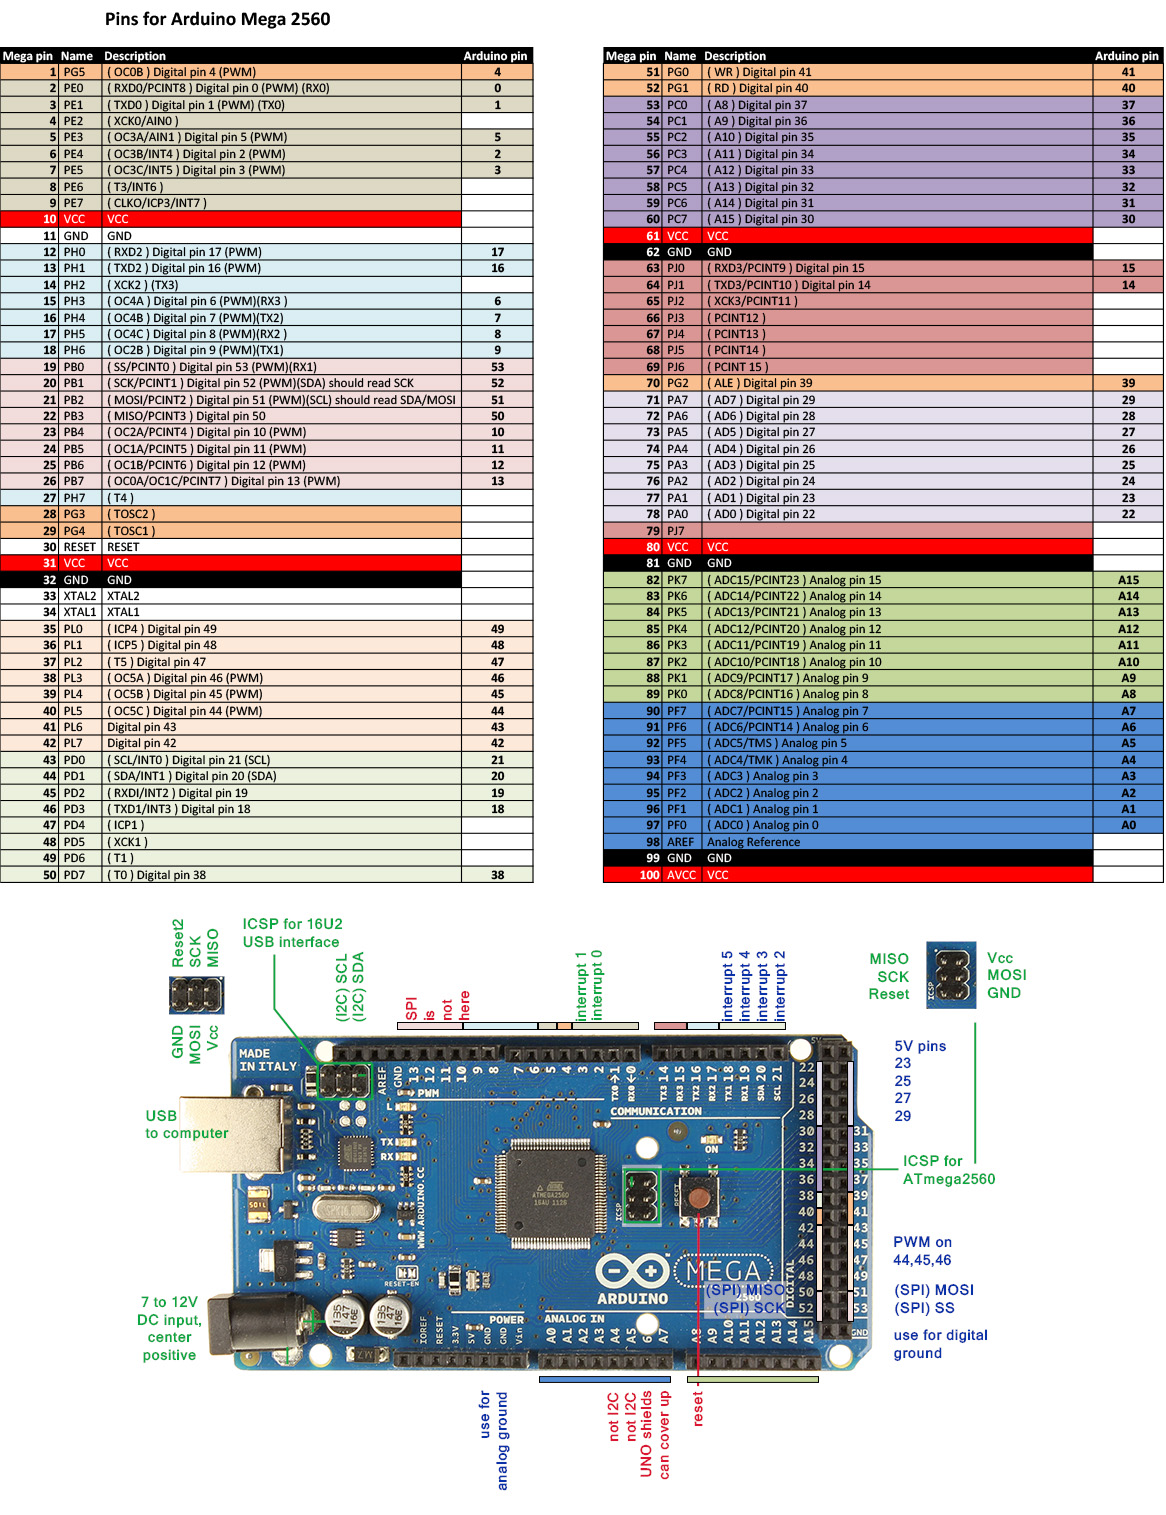 Pins for Arduino Mega 2560
Mega pin Name Description Arduino pin
1 PG5 ( OC0B ) Digital pin 4 (PWM) 4
2 PE0 ( RXD0/PCINT8 ) Digital pin 0 (PWM) (RX0) 0
3 PE1 ( TXD0 ) Digital pin 1 (PWM) (TX0) 1
4 PE2 ( XCK0/AIN0 )
5 PE3 ( OC3A/AIN1 ) Digital pin 5 (PWM) 5
6 PE4 ( OC3B/INT4 ) Digital pin 2 (PWM) 2
7 PE5 ( OC3C/INT5 ) Digital pin 3 (PWM) 3
8 PE6 ( T3/INT6 )
9 PE7 ( CLKO/ICP3/INT7 )
10 VCC VCC
11 GND GND
12 PH0 ( RXD2 ) Digital pin 17 (PWM) 17
13 PH1 ( TXD2 ) Digital pin 16 (PWM) 16
14 PH2 ( XCK2 ) (TX3)
15 PH3 ( OC4A ) Digital pin 6 (PWM)(RX3 ) 6
16 PH4 ( OC4B ) Digital pin 7 (PWM)(TX2) 7
17 PH5 ( OC4C ) Digital pin 8 (PWM)(RX2 ) 8
18 PH6 ( OC2B ) Digital pin 9 (PWM)(TX1) 9
19 PB0 ( SS/PCINT0 ) Digital pin 53 (PWM)(RX1) 53
20 PB1 ( SCK/PCINT1 ) Digital pin 52 (PWM)(SDA) should read SCK 52
21 PB2 ( MOSI/PCINT2 ) Digital pin 51 (PWM)(SCL) should read SDA/MOSI 51
22 PB3 ( MISO/PCINT3 ) Digital pin 50 50
23 PB4 ( OC2A/PCINT4 ) Digital pin 10 (PWM) 10
24 PB5 ( OC1A/PCINT5 ) Digital pin 11 (PWM) 11
25 PB6 ( OC1B/PCINT6 ) Digital pin 12 (PWM) 12
26 PB7 ( OC0A/OC1C/PCINT7 ) Digital pin 13 (PWM) 13
27 PH7 ( T4 )
28 PG3 ( TOSC2 )
29 PG4 ( TOSC1 )
30 RESET RESET
31 VCC VCC
32 GND GND
33 XTAL2 XTAL2
34 XTAL1 XTAL1
35 PL0 ( ICP4 ) Digital pin 49 49
36 PL1 ( ICP5 ) Digital pin 48 48
37 PL2 ( T5 ) Digital pin 47 47
38 PL3 ( OC5A ) Digital pin 46 (PWM) 46
39 PL4 ( OC5B ) Digital pin 45 (PWM) 45
40 PL5 ( OC5C ) Digital pin 44 (PWM) 44
41 PL6 Digital pin 43 43
42 PL7 Digital pin 42 42
43 PD0 ( SCL/INT0 ) Digital pin 21 (SCL) 21
44 PD1 ( SDA/INT1 ) Digital pin 20 (SDA) 20
45 PD2 ( RXDI/INT2 ) Digital pin 19 19
46 PD3 ( TXD1/INT3 ) Digital pin 18 18
47 PD4 ( ICP1 )
48 PD5 ( XCK1 )
49 PD6 ( T1 )
50 PD7 ( T0 ) Digital pin 38 38
Mega pin Name Description Arduino pin
51 PG0 ( WR ) Digital pin 41 41
52 PG1 ( RD ) Digital pin 40 40
53 PC0 ( A8 ) Digital pin 37 37
54 PC1 ( A9 ) Digital pin 36 36
55 PC2 ( A10 ) Digital pin 35 35
56 PC3 ( A11 ) Digital pin 34 34
57 PC4 ( A12 ) Digital pin 33 33
58 PC5 ( A13 ) Digital pin 32 32
59 PC6 ( A14 ) Digital pin 31 31
60 PC7 ( A15 ) Digital pin 30 30
61 VCC VCC
62 GND GND
63 PJ0 ( RXD3/PCINT9 ) Digital pin 15 15
64 PJ1 ( TXD3/PCINT10 ) Digital pin 14 14
65 PJ2 ( XCK3/PCINT11 )
66 PJ3 ( PCINT12 )
67 PJ4 ( PCINT13 )
68 PJ5 ( PCINT14 )
69 PJ6 ( PCINT 15 )
70 PG2 ( ALE ) Digital pin 39 39
71 PA7 ( AD7 ) Digital pin 29 29
72 PA6 ( AD6 ) Digital pin 28 28
73 PA5 ( AD5 ) Digital pin 27 27
74 PA4 ( AD4 ) Digital pin 26 26
75 PA3 ( AD3 ) Digital pin 25 25
76 PA2 ( AD2 ) Digital pin 24 24
77 PA1 ( AD1 ) Digital pin 23 23
78 PA0 ( AD0 ) Digital pin 22 22
79 PJ7
80 VCC VCC
81 GND GND
82 PK7 ( ADC15/PCINT23 ) Analog pin 15 A15
83 PK6 ( ADC14/PCINT22 ) Analog pin 14 A14
84 PK5 ( ADC13/PCINT21 ) Analog pin 13 A13
85 PK4 ( ADC12/PCINT20 ) Analog pin 12 A12
86 PK3 ( ADC11/PCINT19 ) Analog pin 11 A11
87 PK2 ( ADC10/PCINT18 ) Analog pin 10 A10
88 PK1 ( ADC9/PCINT17 ) Analog pin 9 A9
89 PK0 ( ADC8/PCINT16 ) Analog pin 8 A8
90 PF7 ( ADC7/PCINT15 ) Analog pin 7 A7
91 PF6 ( ADC6/PCINT14 ) Analog pin 6 A6
92 PF5 ( ADC5/TMS ) Analog pin 5 A5
93 PF4 ( ADC4/TMK ) Analog pin 4 A4
94 PF3 ( ADC3 ) Analog pin 3 A3
95 PF2 ( ADC2 ) Analog pin 2 A2
96 PF1 ( ADC1 ) Analog pin 1 A1
97 PF0 ( ADC0 ) Analog pin 0 A0
98 AREF Analog Reference
99 GND GND
100 AVCC VCC
Reset2
SCK
MISO
GND
MOSI
Vcc
ICSP for 16U2
USB interface
(I2C) SCL
(I2C) SDA
SPI
is
not
here
interrupt 1
interrupt 0
interrupt 5
interrupt 4
interrupt 3
interrupt 2
MISO
SCK
Reset
ICSP
Vcc
MOSI
GND
MADE
IN ITALY
AREF
GND
13
12
11
10
9
8
7
6
5
4
3
2
TX0 1
RX0 0
TX3 14
RX3 15
TX2 16
RX2 17
TX1 18
RX1 19
SDA 20
SCL 21
PWM
COMMUNICATION
5V
22
24
26
28
30 31
32 33
34 35
36 37
38 39
40 41
42 43
44 45
46 47
48 49
50 51
52 53
GND
DIGITAL
5V pins
23
25
27
29
USB
to computer
L
TX
RX
ON
WWW.ARDUINO.CC
ATMEL
ATMEGA2560
16AU 1126
ICSP
RESET
ICSP for
ATmega2560
RESET-EN
ARDUINO
MEGA
2560
(SPI) MISO
(SPI) SCK
PWM on
44,45,46
(SPI) MOSI
(SPI) SS
use for digital
ground
7 to 12V
DC input,
center
positive
POWER
ANALOG IN
IOREF
RESET
3.3V
5V
GND
GND
Vin
A0
A1
A2
A3
A4
A5
6
A7
A8
A9
A10
A11
A12
A13
A14
A15
use for
analog ground
not I2C
not I2C
UNO shields
can cover up
reset